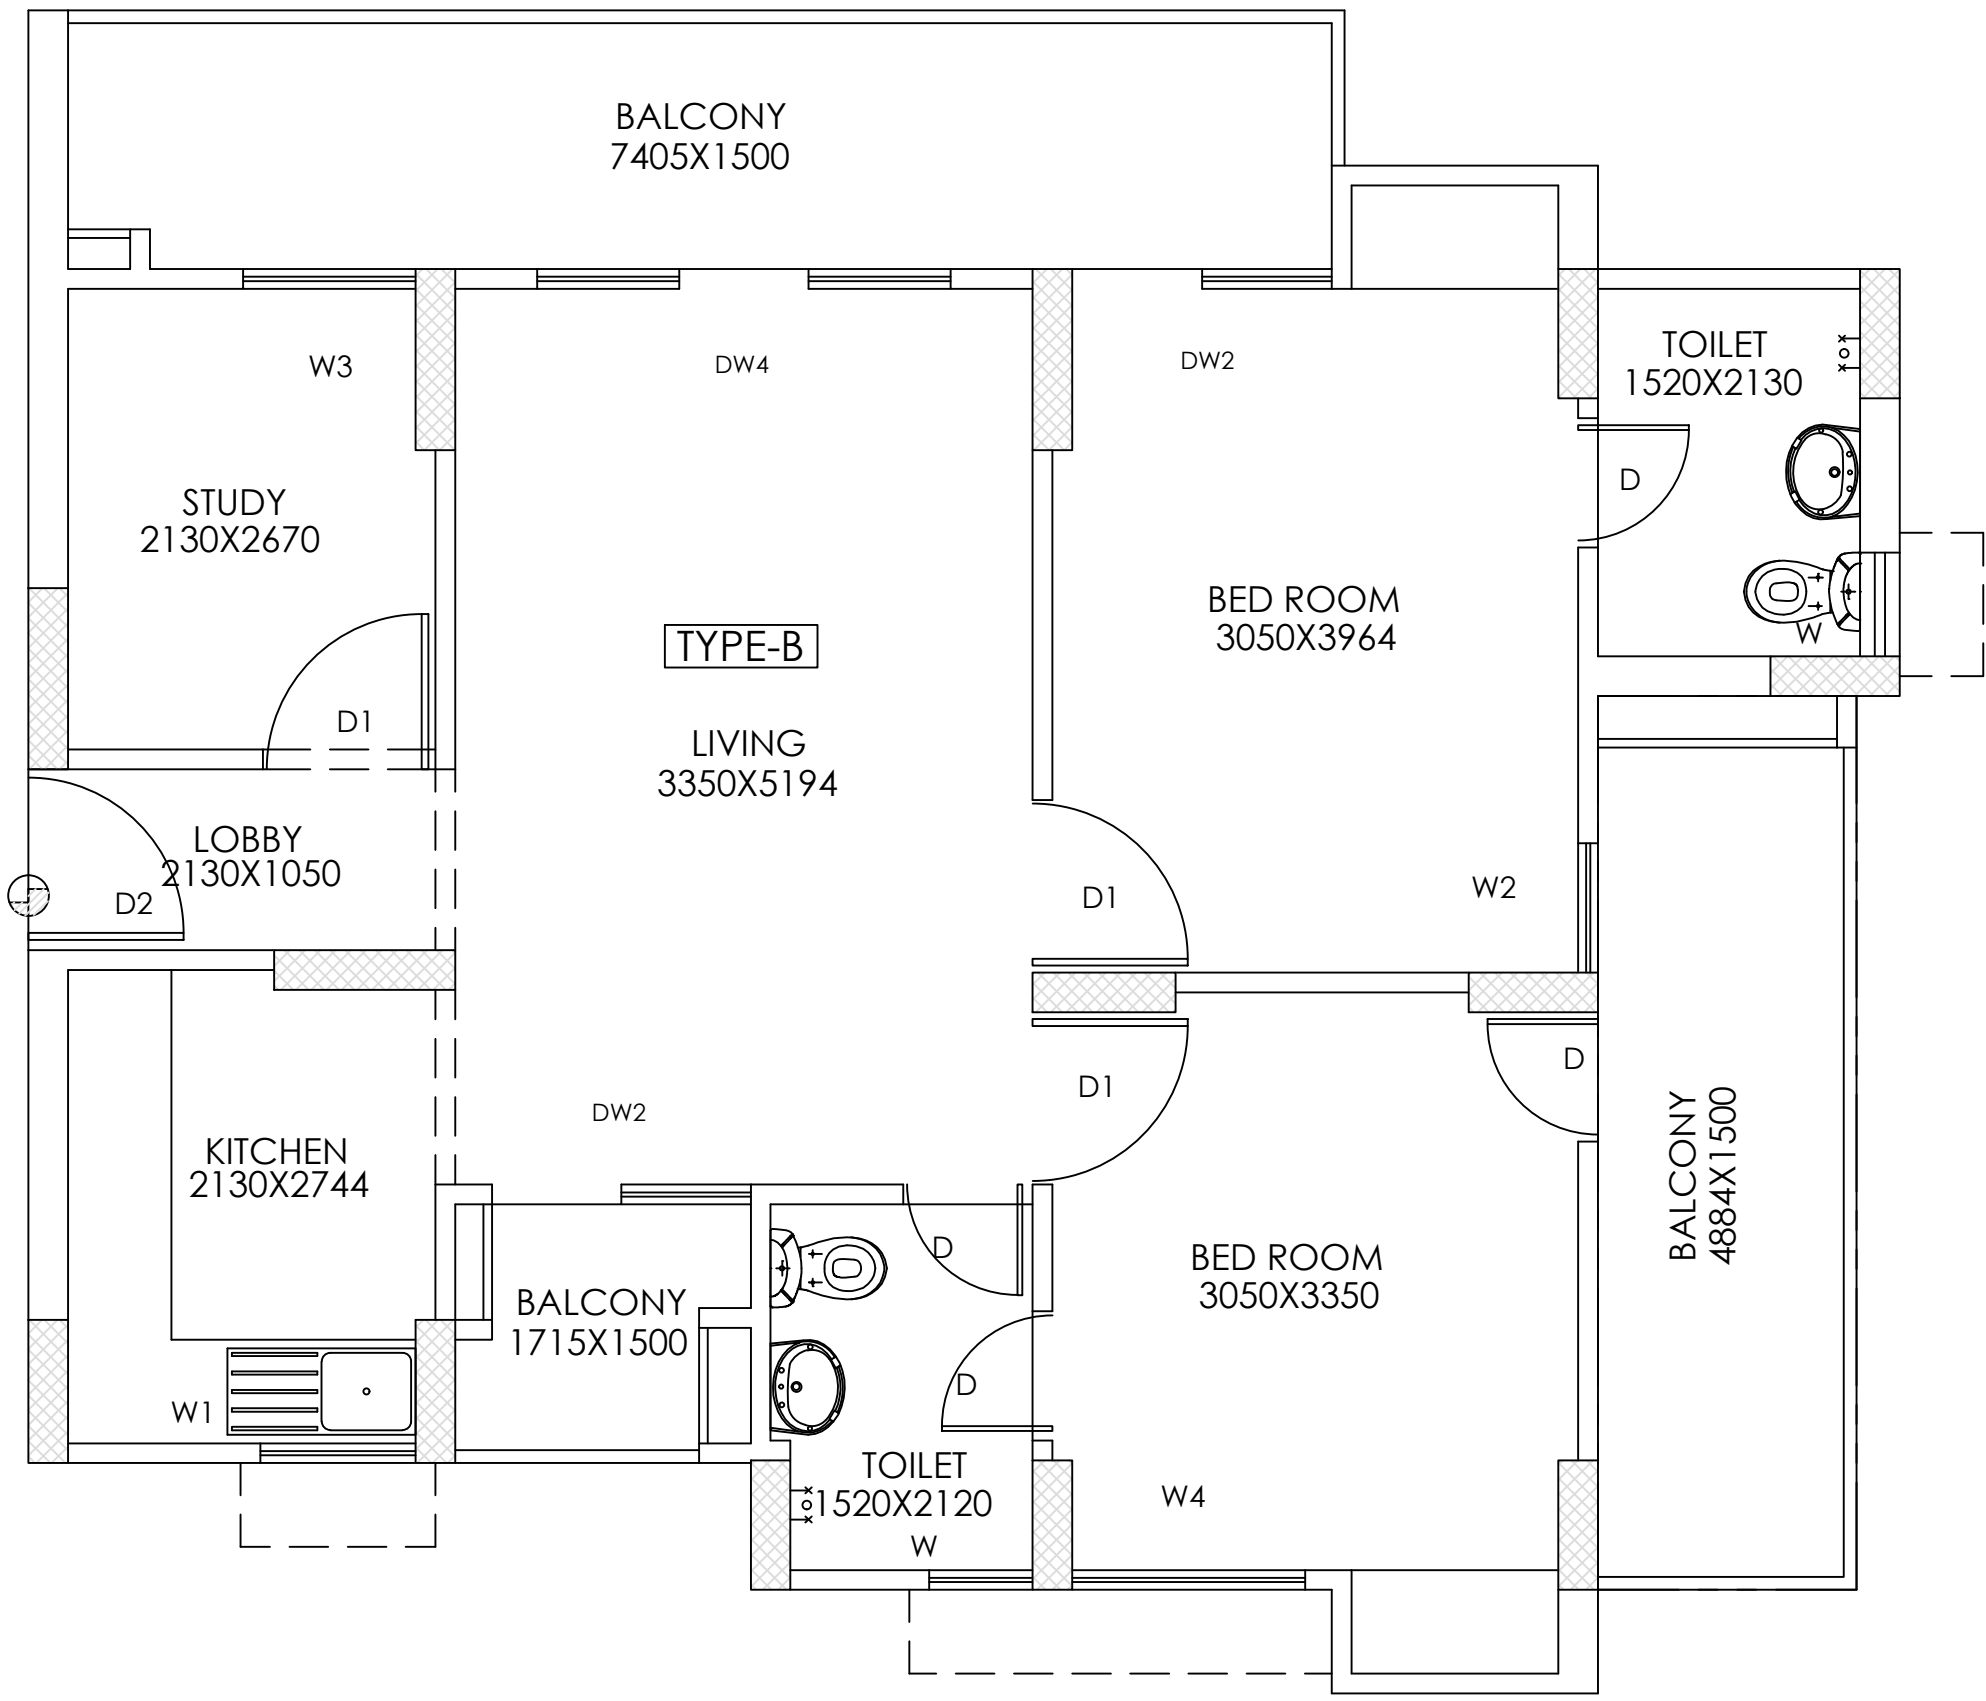 BALCONY
7405X1500
W3
DW4
DW2
TOILET
1520X2130
D
STUDY
2130X2670
BED ROOM
3050X3964
W
TYPE-B
D1
LIVING
3350X5194
LOBBY
2130X1050
D2
D1
W2
D
D1
DW2
KITCHEN
2130X2744
BALCONY
4884X1500
D
BED ROOM
3050X3350
BALCONY
1715X1500
D
W1
TOILET
1520X2120
W4
W